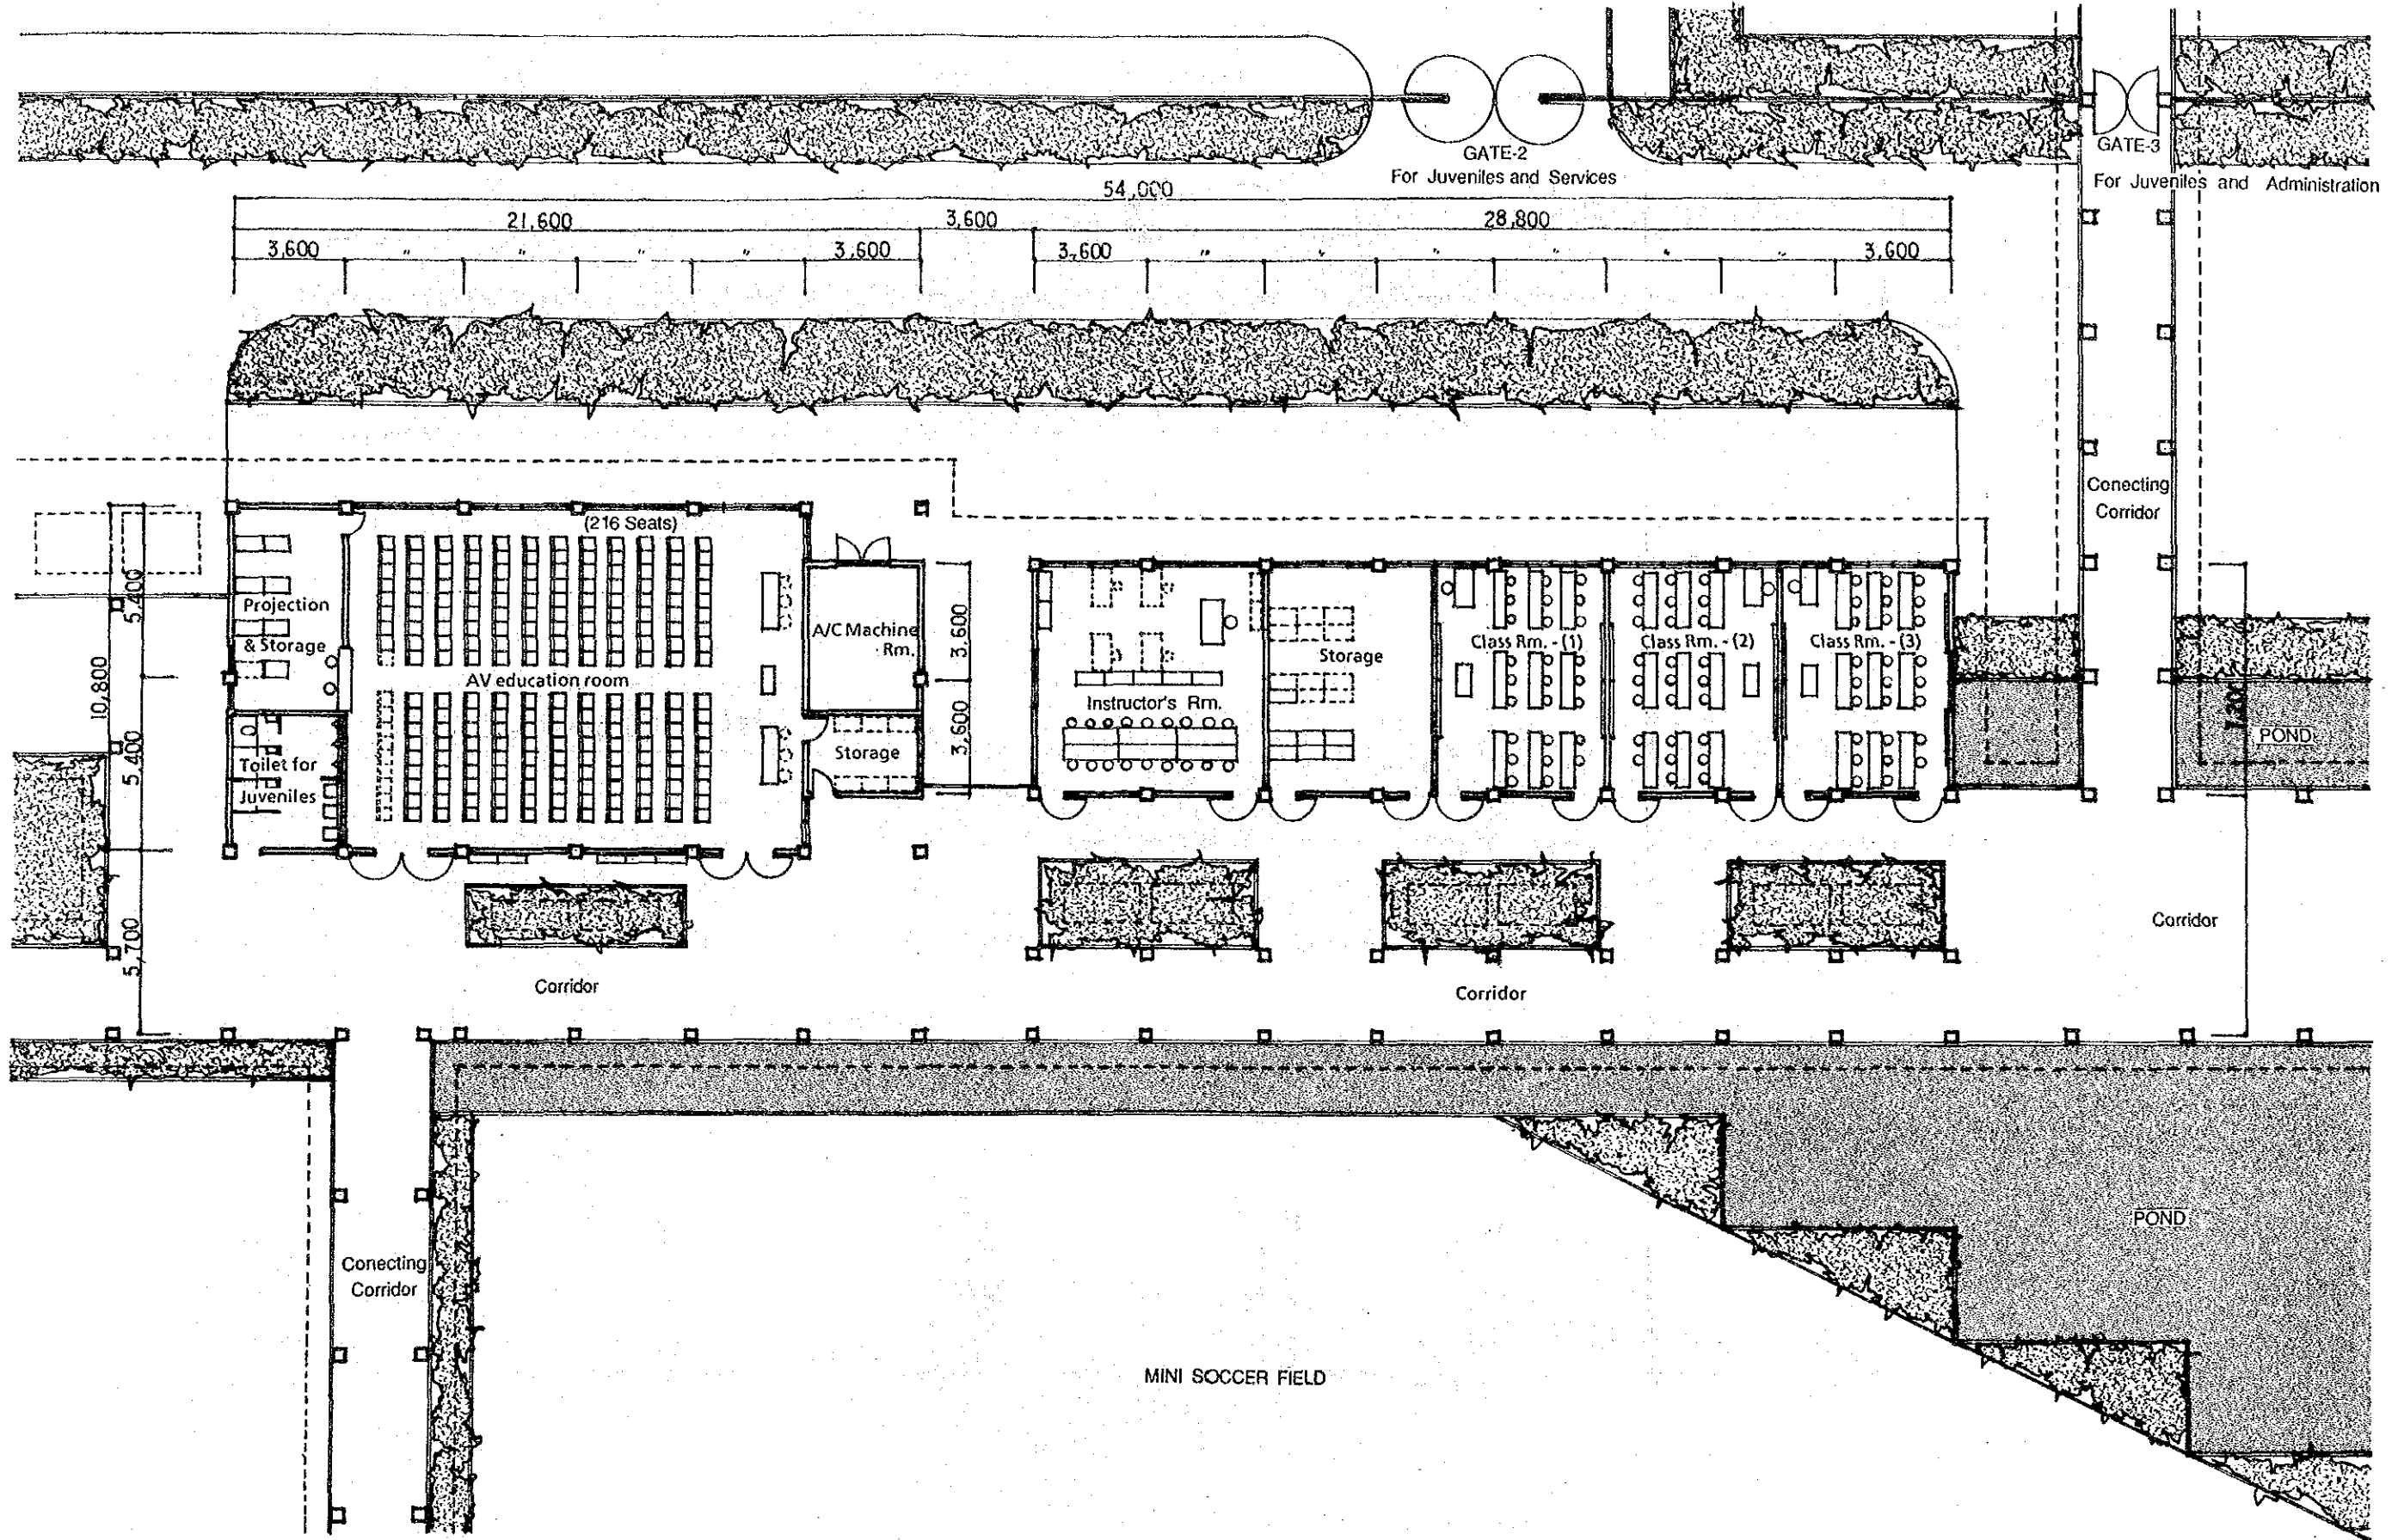 GATE-2
For Juveniles and Services
GATE-3
For Juveniles and Administration
54,000
21,600
3,600
28,800
3,600 " " " " 3,600
3,600 " " " " " " 3,600
Conecting
Corridor
(216 Seats)
5,400
Projection
& Storage
A/C Machine
Rm.
3,600
Class Rm. - (1)
Class Rm. - (2)
Class Rm. - (3)
Storage
AV education room
10,800
Instructor's Rm.
7,200
POND
3,600
5,400
Toilet for
Juveniles
Storage
5,700
Corridor
Corridor
Corridor
POND
Conecting
Corridor
MINI SOCCER FIELD